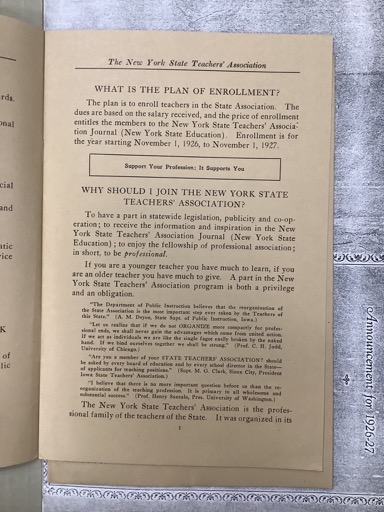 rds.
onal
cial
and
atic
vice
K
of
lic
The New York State Teachers' Association
WHAT IS THE PLAN OF ENROLLMENT?
The plan is to enroll teachers in the State Association. The
dues are based on the salary received, and the price of enrollment
entitles the members to the New York State Teachers' Associa-
tion Journal (New York State Education). Enrollment is for
the year starting November 1, 1926, to November 1, 1927.
Support Your Profession: It Supports You
WHY SHOULD I JOIN THE NEW YORK STATE
TEACHERS' ASSOCIATION?
To have a part in statewide legislation, publicity and co-op-
eration; to receive the information and inspiration in the New
York State Teachers' Association Journal (New York State
Education); to enjoy the fellowship of professional association;
in short, to be professional.
If you are a younger teacher you have much to learn, if you
are an older teacher you have much to give. A part in the New
York State Teachers' Association program is both a privilege
and an obligation.
"The Department of Public Instruction believes that the reorganization of
the State Association is the most important step ever taken by the Teachers of
this State." (A. M. Deyoe, State Supt. of Public Instruction, Iowa.)
"Let us realize that if we do not ORGANIZE more compactly for profes-
sional ends, we shall never gain the advantages which come from united action.
If we act as individuals we are like the single fagot easily broken by the naked
hand. If we bind ourselves together we shall be strong." (Prof. C. H. Judd,
University of Chicago.)
"Are you a member of your STATE TEACHERS' ASSOCIATION? should
be asked by every board of education and by every school director in the State—
of applicants for teaching positions." (Supt. M. G. Clark, Sioux City, President
Iowa State Teachers' Association.)
"I believe that there is no more important question before us than the re-
organization of the teaching profession. It is primary to all wholesome and
substantial success." (Prof. Henry Suzzalo, Pres. University of Washington.)
The New York State Teachers' Association is the profes-
sional family of the teachers of the State. It was organized in its
1
Announcement for 1926-27